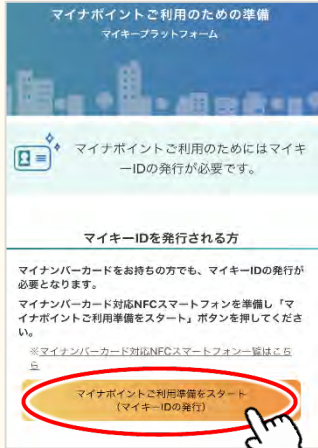 マイナポイントご利用のための準備
マイキープラットフォーム
マイナポイントご利用のためにはマイキ
ーIDの発行が必要です。
マイキーIDを発行される方
マイナンバーカードをお持ちの方でも、マイキーIDの発行が
必要となります。
マイナンバーカード対応NFCスマートフォンを準備し「マ
イナポイントご利用準備をスタート」ボタンを押してくださ
い。
※マイナンバーカード対応NFCスマートフォン一覧はこち
ら
マイナポイントご利用準備をスタート
（マイキーIDの発行）